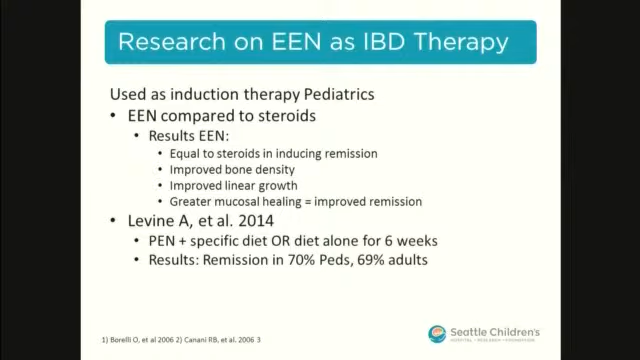 Research on EEN as IBD Therapy
Used as induction therapy Pediatrics
• EEN compared to steroids
• Results EEN:
• Equal to steroids in inducing remission
• Improved bone density
• Improved linear growth
• Greater mucosal healing = improved remission
• Levine A, et al. 2014
• PEN + specific diet OR diet alone for 6 weeks
• Results: Remission in 70% Peds, 69% adults
1) Borelli O, et al 2006 2) Canani RB, et al. 2006 3
Seattle Children's
HOSPITAL • RESEARCH • FOUNDATION